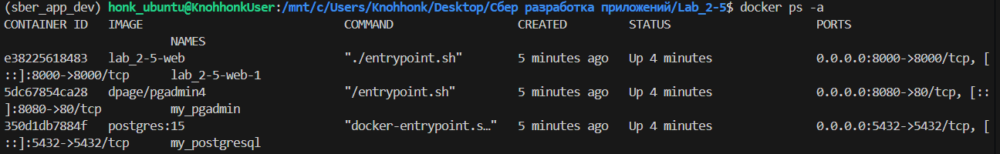 (sber_app_dev) honk_ubuntu@KnohhonkUser:/mnt/c/Users/Knohhonk/Desktop/Сбер разработка приложений/Lab_2-5$ docker ps -a
CONTAINER ID   IMAGE                            COMMAND                  CREATED         STATUS                     PORTS
                        NAMES
e38225618483   lab_2-5-web                      "./entrypoint.sh"        5 minutes ago   Up 4 minutes               0.0.0.0:8000->8000/tcp, [
::]:8000->8000/tcp      lab_2-5-web-1
5dc67854ca28   dpage/pgadmin4                   "/entrypoint.sh"         5 minutes ago   Up 4 minutes               0.0.0.0:8080->80/tcp, [::
]:8080->80/tcp          my_pgadmin
350d1db7884f   postgres:15                      "docker-entrypoint.s…"   5 minutes ago   Up 4 minutes               0.0.0.0:5432->5432/tcp, [
::]:5432->5432/tcp      my_postgresql